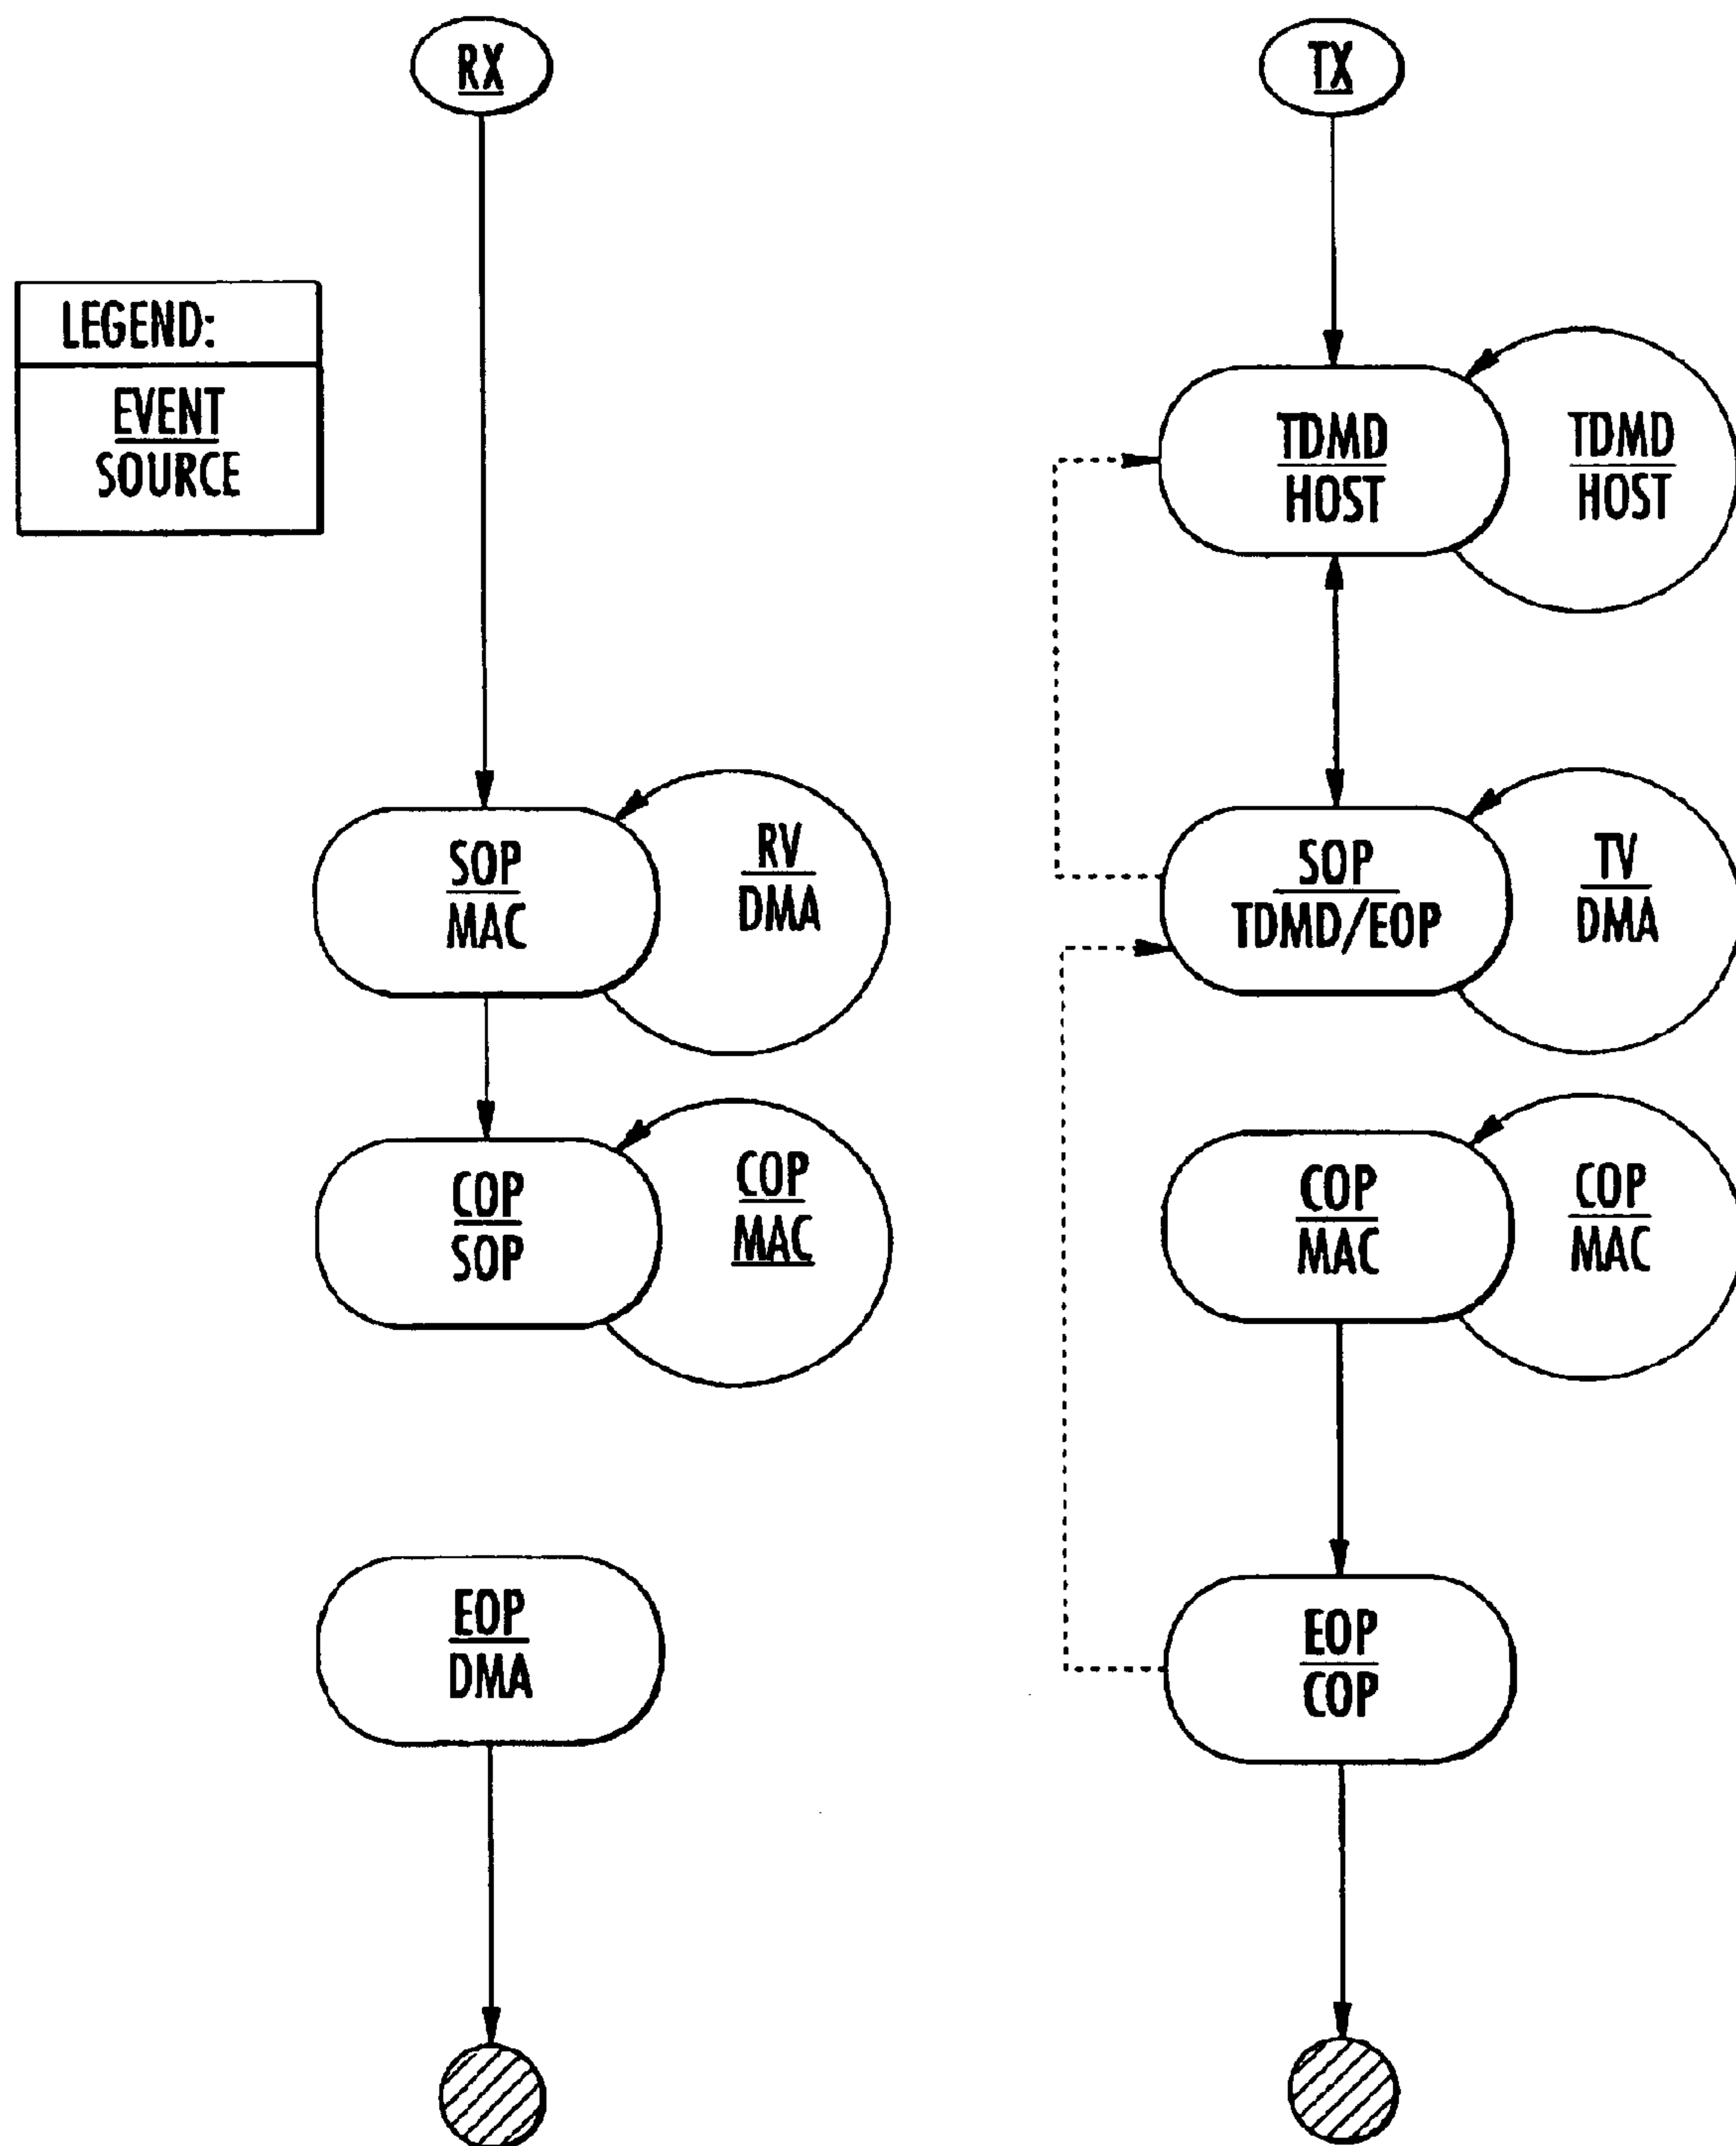 RX
TX
LEGEND:
EVENT
SOURCE
TDMD
HOST
TDMD
HOST
SOP
MAC
RV
DMA
SOP
TDMD/EOP
TV
DMA
COP
SOP
COP
MAC
COP
MAC
COP
MAC
EOP
DMA
EOP
COP